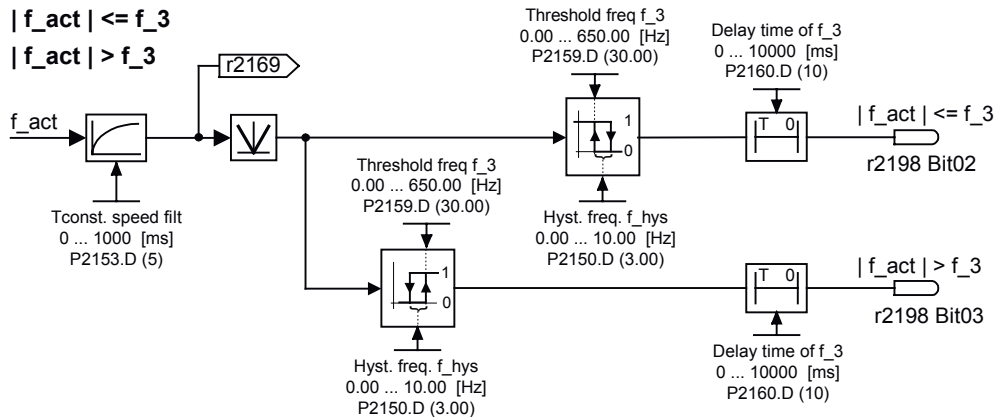 | f_act | <= f_3
| f_act | > f_3
r2169
f_act
Tconst. speed filt
0 ... 1000 [ms]
P2153.D (5)
Threshold freq f_3
0.00 ... 650.00 [Hz]
P2159.D (30.00)
1
0
Hyst. freq. f_hys
0.00 ... 10.00 [Hz]
P2150.D (3.00)
Delay time of f_3
0 ... 10000 [ms]
P2160.D (10)
T 0
| f_act | <= f_3
r2198 Bit02
Threshold freq f_3
0.00 ... 650.00 [Hz]
P2159.D (30.00)
1
0
Hyst. freq. f_hys
0.00 ... 10.00 [Hz]
P2150.D (3.00)
T 0
Delay time of f_3
0 ... 10000 [ms]
P2160.D (10)
| f_act | > f_3
r2198 Bit03